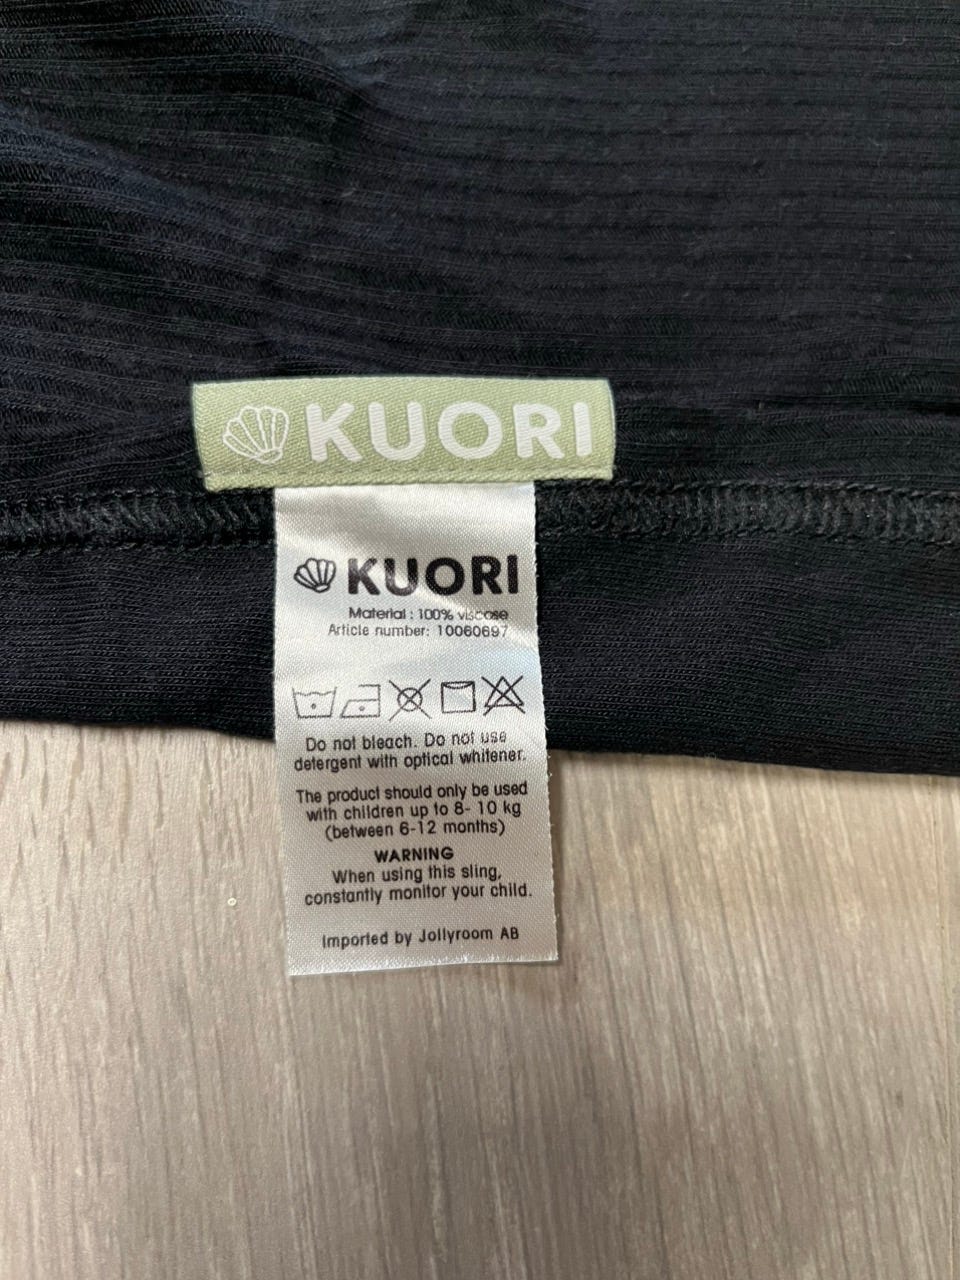 KUORI
KUORI
Material : 100% viscose
Article number: 10060697
Do not bleach. Do not use
detergent with optical whitener.
The product should only be used
with children up to 8- 10 kg
(between 6-12 months)
WARNING
When using this sling,
constantly monitor your child.
Imported by Jollyroom AB